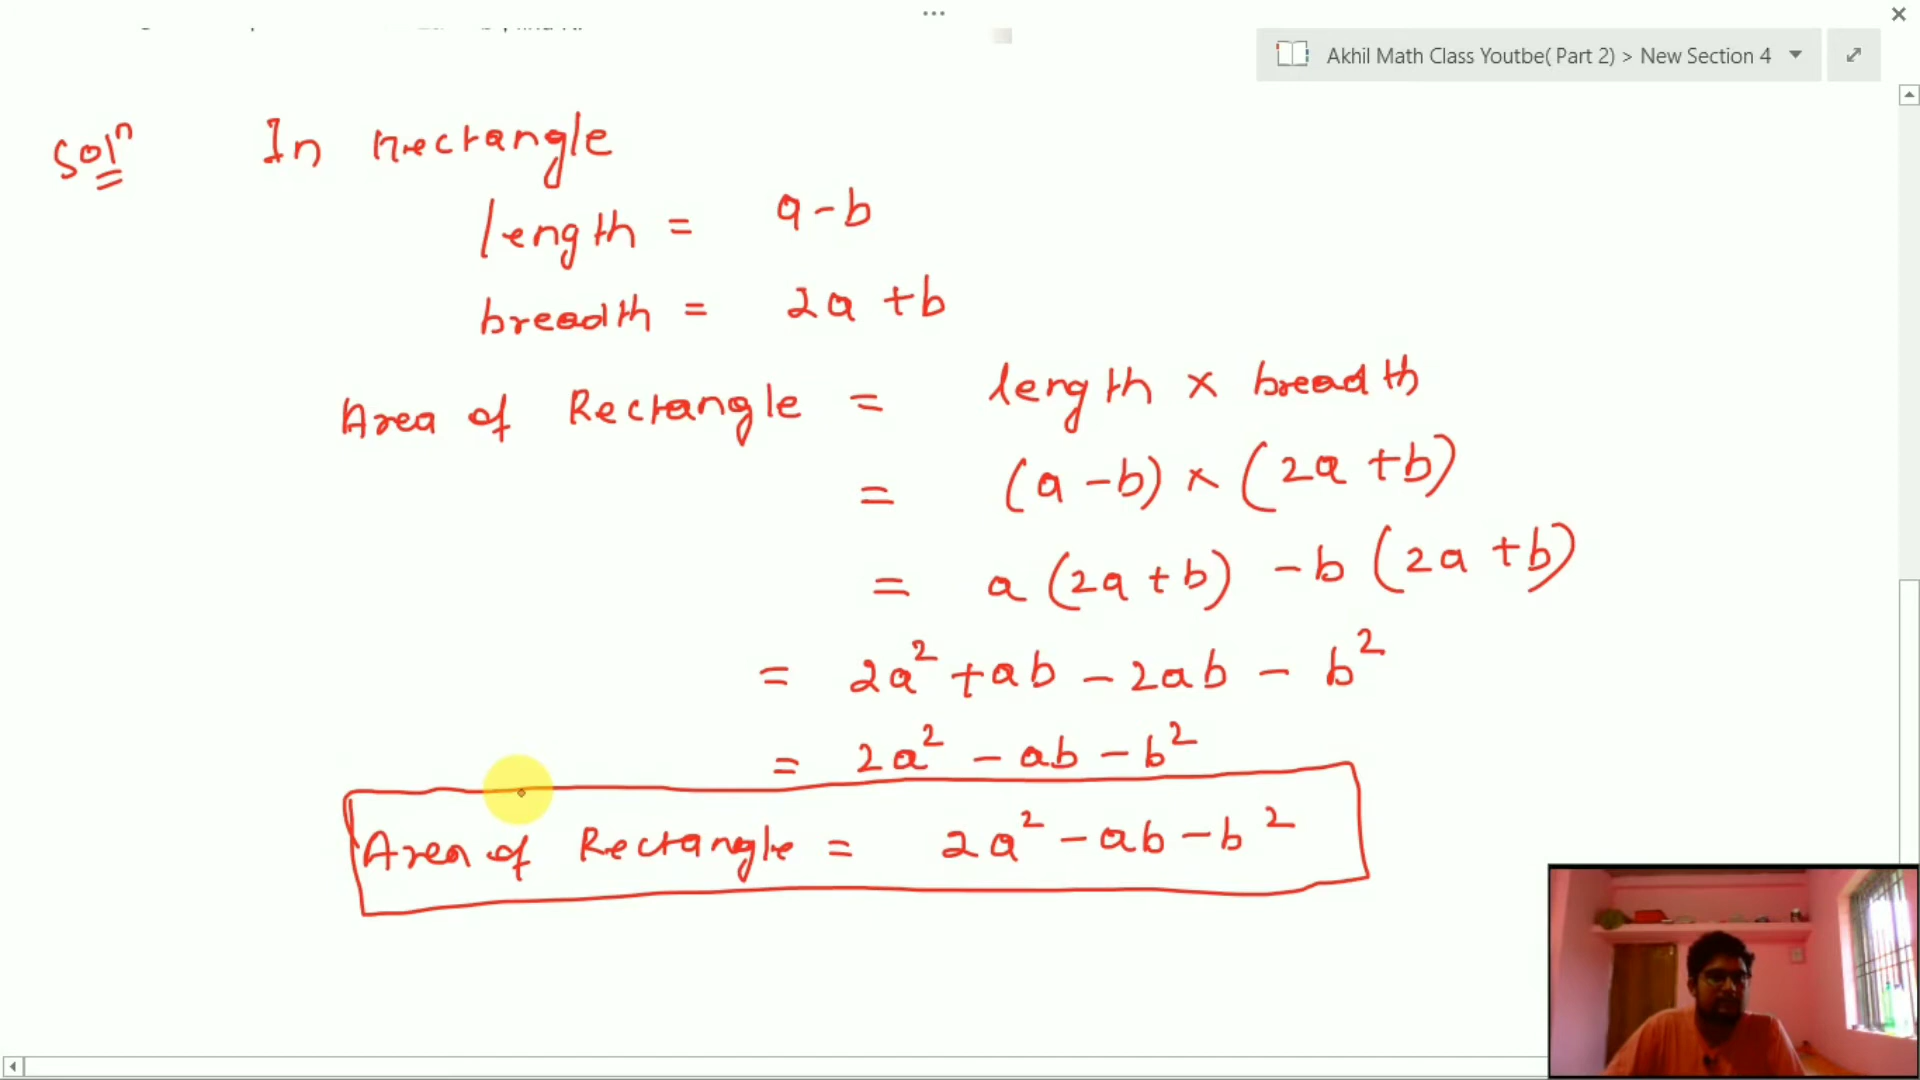 Akhil Math Class Youtbe( Part 2) > New Section 4
Solⁿ In Rectangle
length = a - b
breadth = 2a + b
Area of Rectangle = length × breadth
= (a - b) × (2a + b)
= a (2a + b) - b (2a + b)
= 2a² + ab - 2ab - b²
= 2a² - ab - b²
Area of Rectangle = 2a² - ab - b²